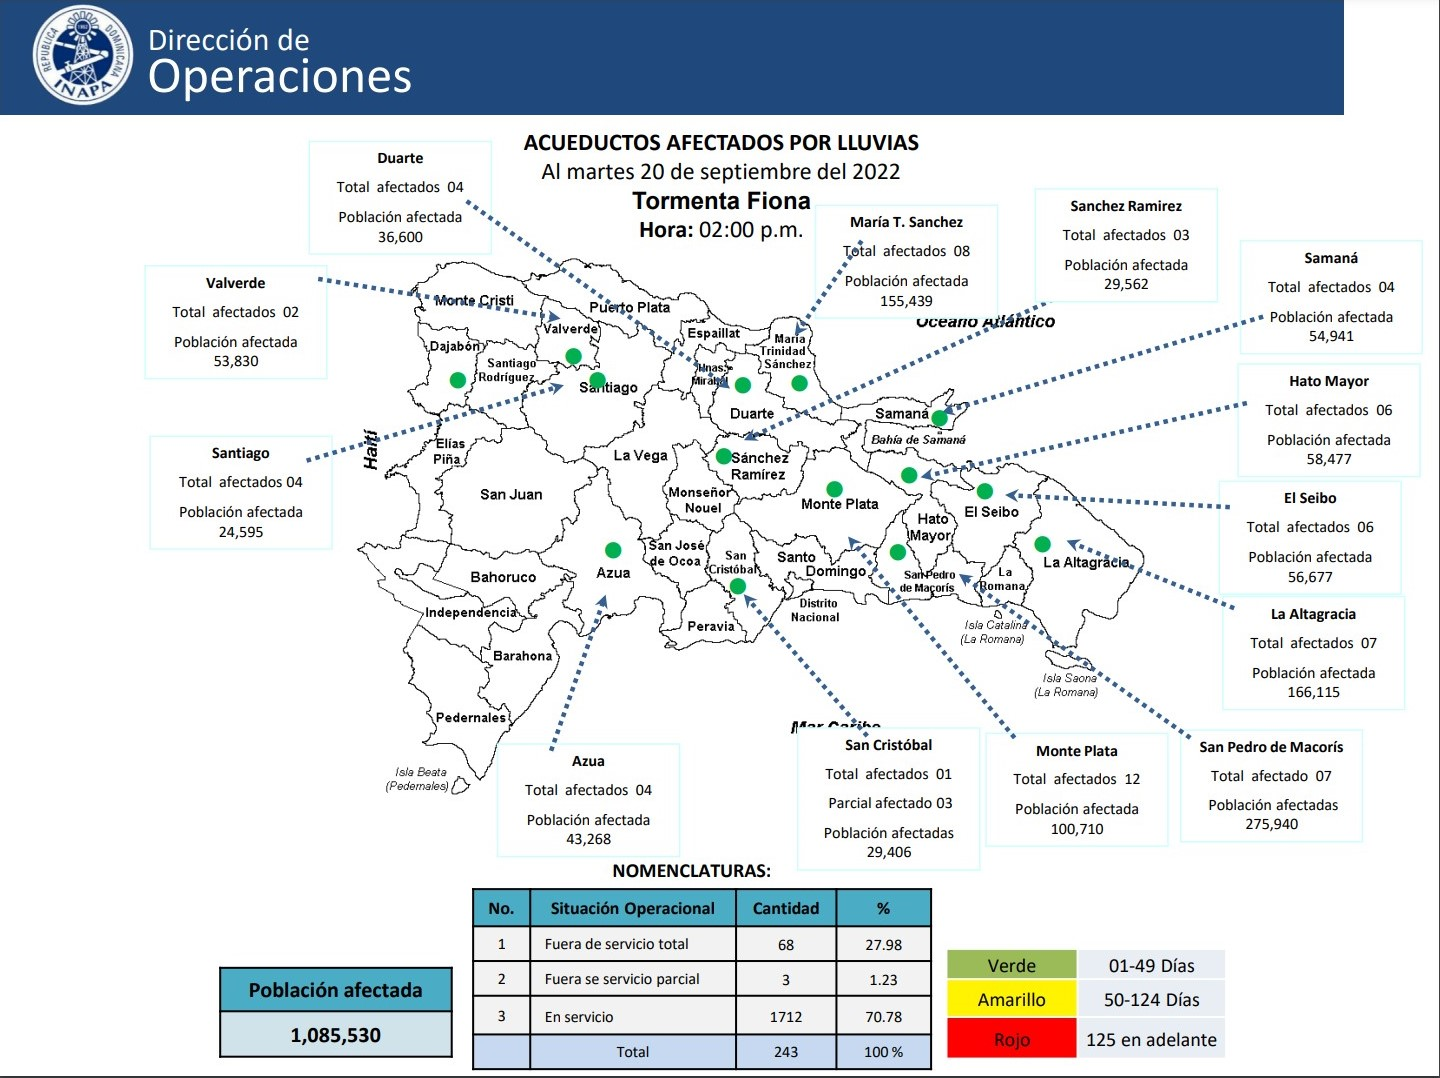 REPUBLICA DOMINICANA
INAPA
Dirección de
Operaciones
ACUEDUCTOS AFECTADOS POR LLUVIAS
Al martes 20 de septiembre del 2022
Tormenta Fiona
Hora: 02:00 p.m.
Duarte
Total afectados 04
Población afectada
36,600
María T. Sanchez
Total afectados 08
Población afectada
155,439
Sanchez Ramirez
Total afectados 03
Población afectada
29,562
Samaná
Total afectados 04
Población afectada
54,941
Valverde
Total afectados 02
Población afectada
53,830
Hato Mayor
Total afectados 06
Población afectada
58,477
Santiago
Total afectados 04
Población afectada
24,595
El Seibo
Total afectados 06
Población afectada
56,677
La Altagracia
Total afectados 07
Población afectada
166,115
Azua
Total afectados 04
Población afectada
43,268
San Cristóbal
Total afectados 01
Parcial afectado 03
Población afectadas
29,406
Monte Plata
Total afectados 12
Población afectada
100,710
San Pedro de Macorís
Total afectado 07
Población afectadas
275,940
Océano Atlántico
Monte Cristi
Puerto Plata
Valverde
Espaillat
María
Trinidad
Sánchez
Dajabón
Santiago
Rodríguez
Hnas.
Mirabal
Santiago
Duarte
Samaná
Bahía de Samaná
Haití
Elías
Piña
La Vega
Sánchez
Ramírez
San Juan
Monseñor
Nouel
Monte Plata
Hato
Mayor
El Seibo
San José
de Ocoa
San
Cristóbal
Santo
Domingo
La Altagracia
Azua
Bahoruco
San Pedro
de Macorís
La
Romana
Independencia
Distrito
Nacional
Peravia
Isla Catalina
(La Romana)
Barahona
Isla Saona
(La Romana)
Pedernales
Mar Caribe
Isla Beata
(Pedernales)
NOMENCLATURAS:
No. Situación Operacional Cantidad %
1 Fuera de servicio total 68 27.98
2 Fuera se servicio parcial 3 1.23
3 En servicio 1712 70.78
Total 243 100 %
Población afectada
1,085,530
Verde 01-49 Días
Amarillo 50-124 Días
Rojo 125 en adelante